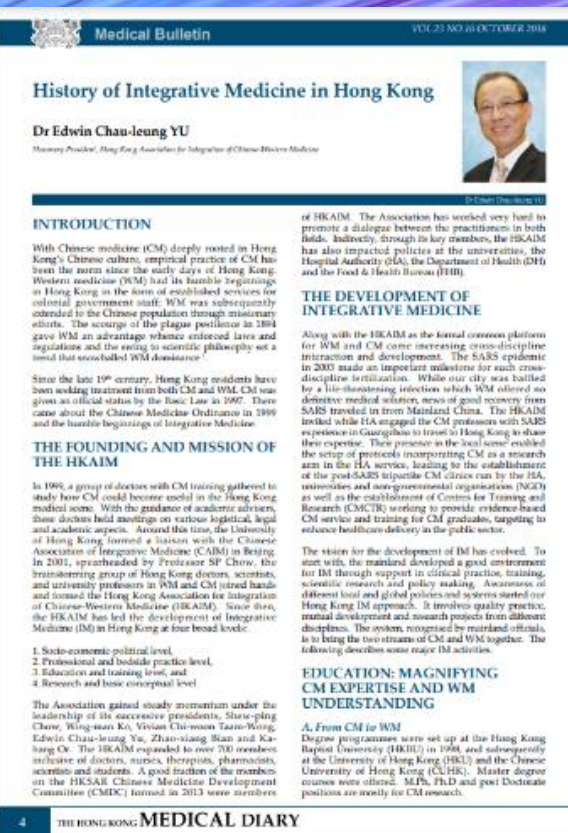 Medical Bulletin
VOL.23 NO.10 OCTOBER 2018
History of Integrative Medicine in Hong Kong
Dr Edwin Chau-leung YU
Honorary President, Hong Kong Association for Integration of Chinese-Western Medicine
Dr Edwin Chau-leung YU
INTRODUCTION
With Chinese medicine (CM) deeply rooted in Hong
Kong's Chinese culture, empirical practice of CM has
been the norm since the early days of Hong Kong.
Western medicine (WM) had its humble beginnings
in Hong Kong in the form of established services for
colonial government staff; WM was subsequently
extended to the Chinese population through missionary
efforts. The scourge of the plague pestilence in 1894
gave WM an advantage whence enforced laws and
regulations and the swing to scientific philosophy set a
trend that snowballed WM dominance
Since the late 19th century, Hong Kong residents have
been seeking treatment from both CM and WM. CM was
given an official status by the Basic Law in 1997. There
came about the Chinese Medicine Ordinance in 1999
and the humble beginnings of Integrative Medicine
THE FOUNDING AND MISSION OF
THE HKAIM
In 1999, a group of doctors with CM training gathered to
study how CM could become useful in the Hong Kong
medical scene. With the guidance of academic advisers,
these doctors held meetings on various logistical, legal
and academic aspects. Around this time, the University
of Hong Kong formed a liaison with the Chinese
Association of Integrative Medicine (CAIM) in Beijing.
In 2001, spearheaded by Professor SP Chow, the
brainstorming group of Hong Kong doctors, scientists,
and university professors in WM and CM joined hands
and formed the Hong Kong Association for Integration
of Chinese-Western Medicine (HKAIM). Since then,
the HKAIM has led the development of Integrative
Medicine (IM) in Hong Kong at four broad levels:
1. Socio-economic-political level,
2. Professional and bedside practice level,
3. Education and training level, and
4. Research and basic conceptual level
The Association gained steady momentum under the
leadership of its successive presidents, Shew-ping
Chow, Wing-man Ko, Vivian Chi-woon Taam-Wong,
Edwin Chau-leung Yu, Zhao-xiang Bian and Ka-
hang Or. The HKAIM expanded to over 700 members
inclusive of doctors, nurses, therapists, pharmacists,
scientists and students. A good fraction of the members
on the HKSAR Chinese Medicine Development
Committee (CMDC) formed in 2013 were members
of HKAIM. The Association has worked very hard to
promote a dialogue between the practitioners in both
fields. Indirectly, through its key members, the HKAIM
has also impacted policies at the universities, the
Hospital Authority (HA), the Department of Health (DH)
and the Food & Health Bureau (FHB).
THE DEVELOPMENT OF
INTEGRATIVE MEDICINE
Along with the HKAIM as the formal common platform
for WM and CM came increasing cross-discipline
interaction and development. The SARS epidemic
in 2003 made an important milestone for such cross-
discipline fertilization. While our city was baffled
by a life-threatening infection which WM offered no
definitive medical solution, news of good recovery from
SARS traveled in from Mainland China. The HKAIM
invited while HA engaged the CM professors with SARS
experience in Guangzhou to travel to Hong Kong to share
their expertise. Their presence in the local scene enabled
the setup of protocols incorporating CM as a research
arm in the HA service, leading to the establishment
of the post-SARS tripartite CM clinics run by the HA,
universities and non-governmental organisations (NGO)
as well as the establishment of Centres for Training and
Research (CMCTR) working to provide evidence-based
CM service and training for CM graduates, targeting to
enhance healthcare delivery in the public sector.
The vision for the development of IM has evolved. To
start with, the mainland developed a good environment
for IM through support in clinical practice, training,
scientific research and policy making. Awareness of
different local and global policies and systems started our
Hong Kong IM approach. It involves quality practice,
mutual development and research projects from different
disciplines. The system, recognised by mainland officials,
is to bring the two streams of CM and WM together. The
following describes some major IM activities.
EDUCATION: MAGNIFYING
CM EXPERTISE AND WM
UNDERSTANDING
A. From CM to WM
Degree programmes were set up at the Hong Kong
Baptist University (HKBU) in 1998, and subsequently
at the University of Hong Kong (HKU) and the Chinese
University of Hong Kong (CUHK). Master degree
courses were offered. M.Ph, Ph.D and post Doctorate
positions are mostly for CM research.
4
THE HONG KONG MEDICAL DIARY